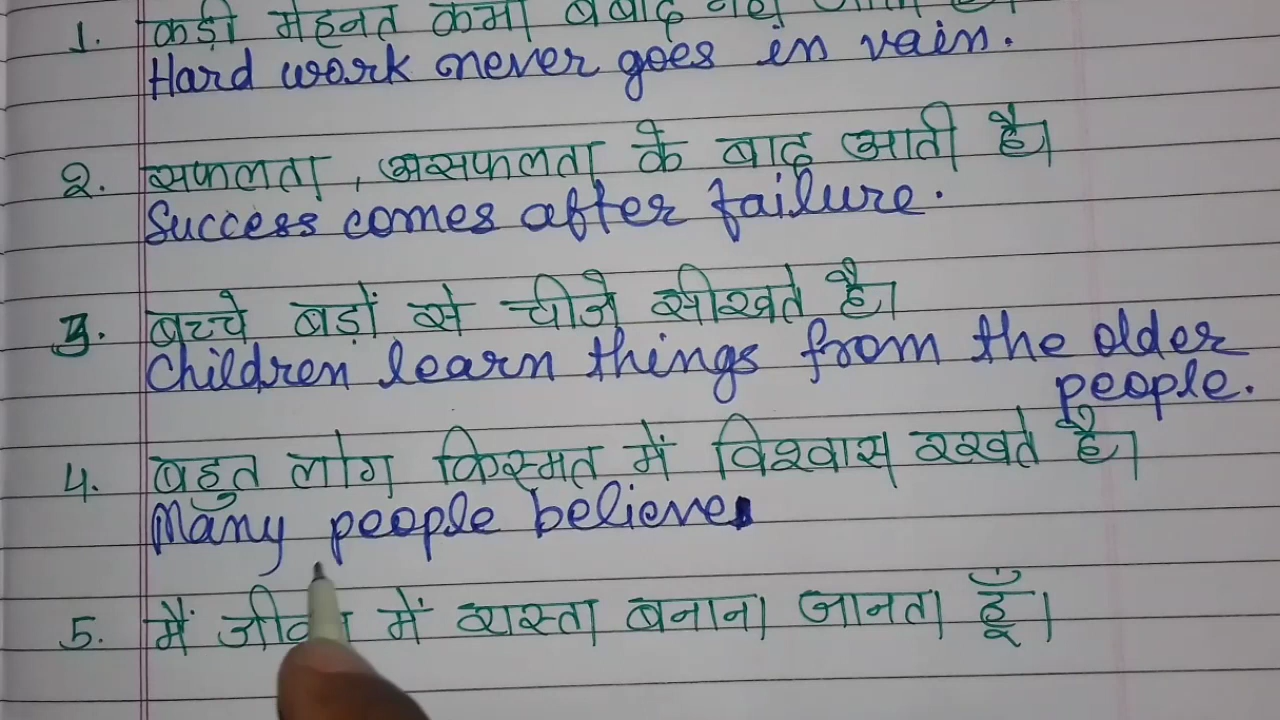 1. कड़ी मेहनत कभी बर्बाद नहीं जाती है।
Hard work never goes in vain.
2. सफलता, असफलता के बाद आती है।
Success comes after failure.
3. बच्चे बड़ों से चीजे सीखते है।
Children learn things from the older
people.
4. बहुत लोग किस्मत में विश्वास रखते है।
Many people believe
5. मैं जीवन में रास्ता बनाना जानता हूँ।